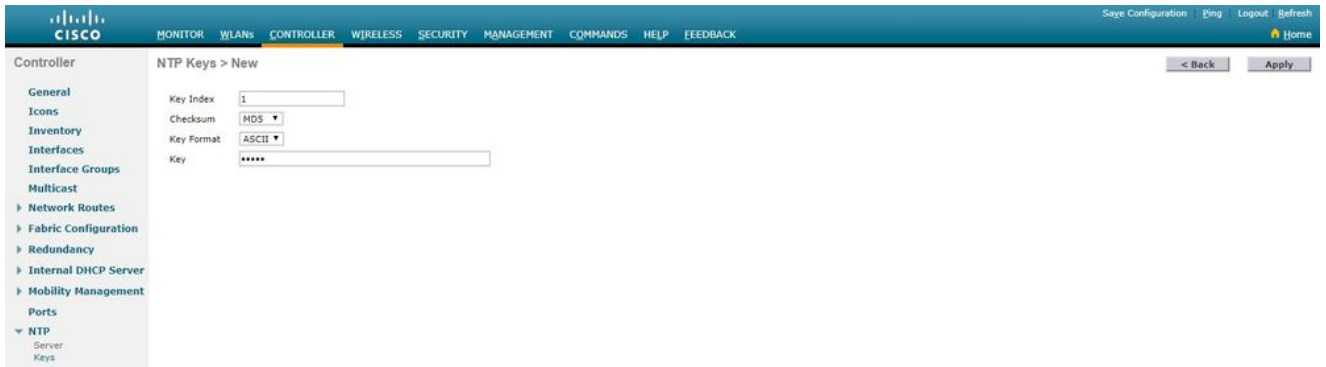 Save Configuration Ping Logout Refresh
CISCO
MONITOR WLANs CONTROLLER WIRELESS SECURITY MANAGEMENT COMMANDS HELP FEEDBACK
Home
Controller
NTP Keys > New
< Back
Apply
General
Icons
Inventory
Interfaces
Interface Groups
Multicast
Network Routes
Fabric Configuration
Redundancy
Internal DHCP Server
Mobility Management
Ports
NTP
Server
Keys
Key Index 1
Checksum MD5
Key Format ASCII
Key •••••